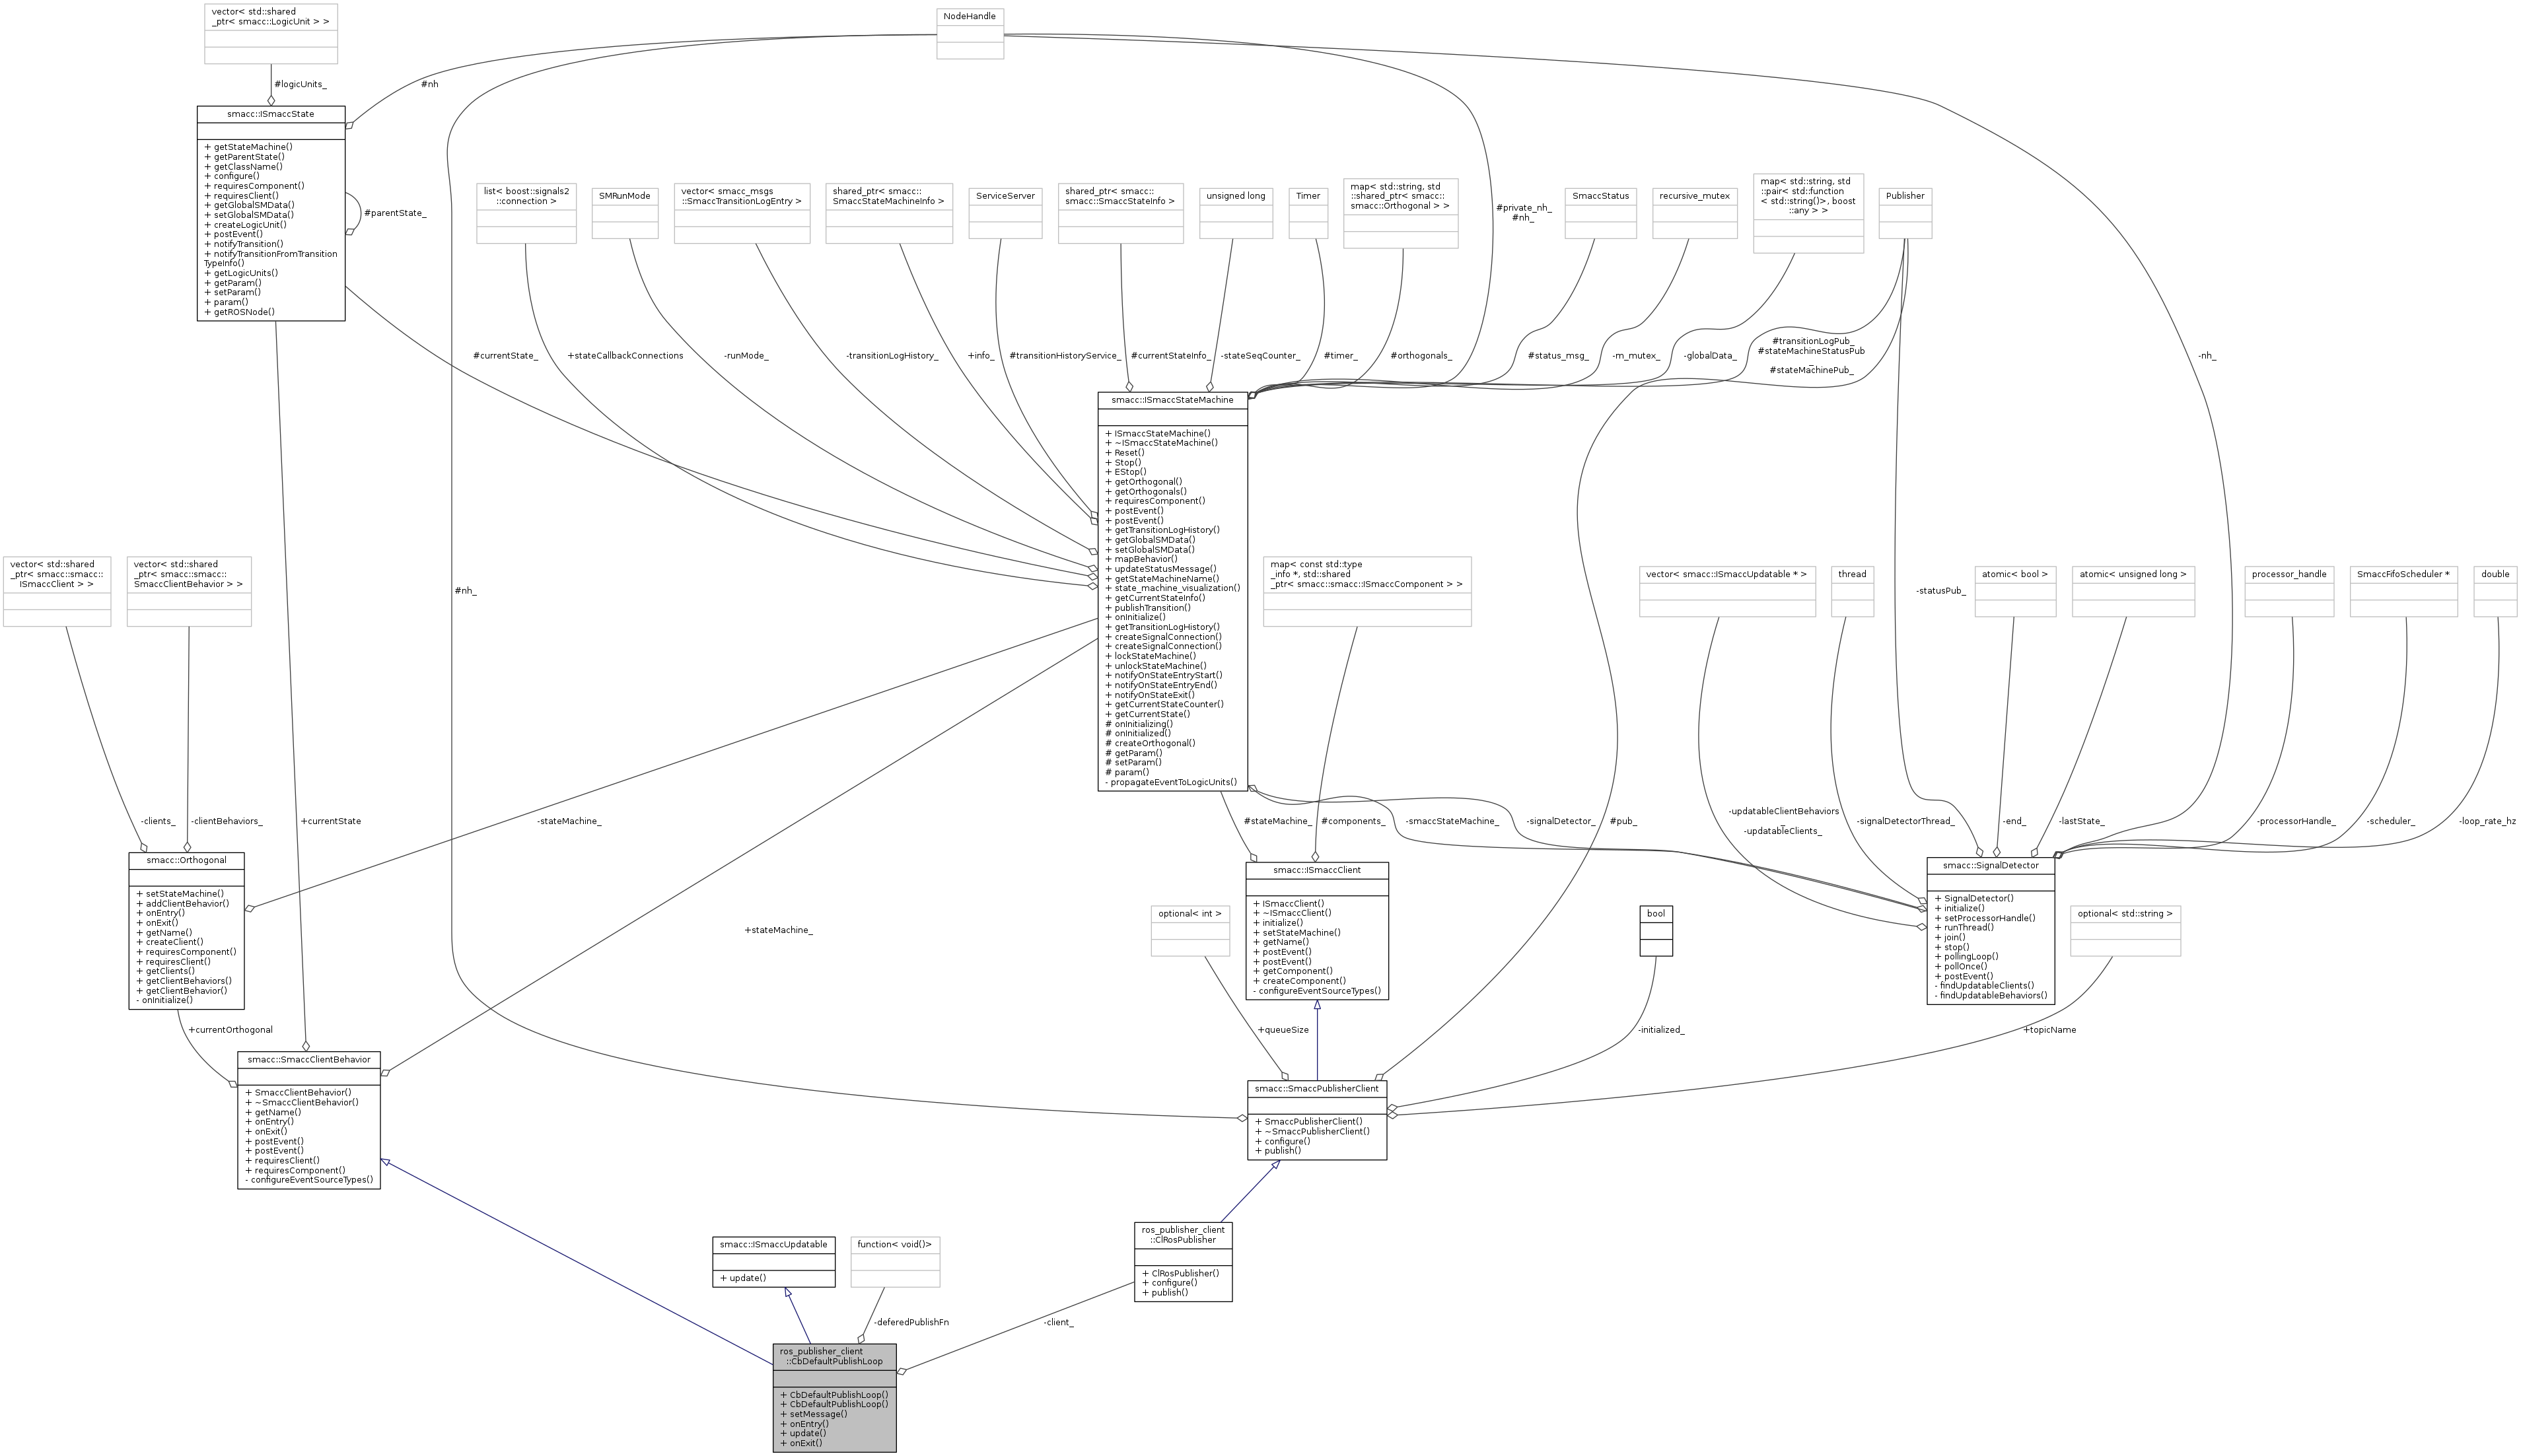 vector< std::shared
_ptr< smacc::LogicUnit > >
NodeHandle
#logicUnits_
#nh
smacc::ISmaccState
+ getStateMachine()
+ getParentState()
+ getClassName()
+ configure()
+ requiresComponent()
+ requiresClient()
+ getGlobalSMData()
+ setGlobalSMData()
+ createLogicUnit()
+ postEvent()
+ notifyTransition()
+ notifyTransitionFromTransition
TypeInfo()
+ getLogicUnits()
+ getParam()
+ setParam()
+ param()
+ getROSNode()
#parentState_
list< boost::signals2
::connection >
SMRunMode
vector< smacc_msgs
::SmaccTransitionLogEntry >
shared_ptr< smacc::
SmaccStateMachineInfo >
ServiceServer
shared_ptr< smacc::
smacc::SmaccStateInfo >
unsigned long
Timer
map< std::string, std
::shared_ptr< smacc::
smacc::Orthogonal > >
#private_nh_
#nh_
SmaccStatus
recursive_mutex
map< std::string, std
::pair< std::function
< std::string()>, boost
::any > >
Publisher
#currentState_
+stateCallbackConnections
-runMode_
-transitionLogHistory_
+info_
#transitionHistoryService_
#currentStateInfo_
-stateSeqCounter_
#timer_
#orthogonals_
#status_msg_
-m_mutex_
-globalData_
#transitionLogPub_
#stateMachineStatusPub
_
#stateMachinePub_
-nh_
smacc::ISmaccStateMachine
+ ISmaccStateMachine()
+ ~ISmaccStateMachine()
+ Reset()
+ Stop()
+ EStop()
+ getOrthogonal()
+ getOrthogonals()
+ requiresComponent()
+ postEvent()
+ postEvent()
+ getTransitionLogHistory()
+ getGlobalSMData()
+ setGlobalSMData()
+ mapBehavior()
+ updateStatusMessage()
+ getStateMachineName()
+ state_machine_visualization()
+ getCurrentStateInfo()
+ publishTransition()
+ onInitialize()
+ getTransitionLogHistory()
+ createSignalConnection()
+ createSignalConnection()
+ lockStateMachine()
+ unlockStateMachine()
+ notifyOnStateEntryStart()
+ notifyOnStateEntryEnd()
+ notifyOnStateExit()
+ getCurrentStateCounter()
+ getCurrentState()
# onInitializing()
# onInitialized()
# createOrthogonal()
# getParam()
# setParam()
# param()
- propagateEventToLogicUnits()
vector< std::shared
_ptr< smacc::smacc::
ISmaccClient > >
vector< std::shared
_ptr< smacc::smacc::
SmaccClientBehavior > >
#nh_
map< const std::type
_info *, std::shared
_ptr< smacc::smacc::ISmaccComponent > >
vector< smacc::ISmaccUpdatable * >
thread
-statusPub_
atomic< bool >
atomic< unsigned long >
processor_handle
SmaccFifoScheduler *
double
-clients_
-clientBehaviors_
+currentState
-stateMachine_
#stateMachine_
#components_
-smaccStateMachine_
-signalDetector_
#pub_
-updatableClientBehaviors
_
-updatableClients_
-signalDetectorThread_
-end_
-lastState_
-processorHandle_
-scheduler_
-loop_rate_hz
smacc::Orthogonal
+ setStateMachine()
+ addClientBehavior()
+ onEntry()
+ onExit()
+ getName()
+ createClient()
+ requiresComponent()
+ requiresClient()
+ getClients()
+ getClientBehaviors()
+ getClientBehavior()
- onInitialize()
+stateMachine_
optional< int >
smacc::ISmaccClient
+ ISmaccClient()
+ ~ISmaccClient()
+ initialize()
+ setStateMachine()
+ getName()
+ postEvent()
+ postEvent()
+ getComponent()
+ createComponent()
- configureEventSourceTypes()
bool
smacc::SignalDetector
+ SignalDetector()
+ initialize()
+ setProcessorHandle()
+ runThread()
+ join()
+ stop()
+ pollingLoop()
+ pollOnce()
+ postEvent()
- findUpdatableClients()
- findUpdatableBehaviors()
optional< std::string >
+currentOrthogonal
+queueSize
-initialized_
+topicName
smacc::SmaccClientBehavior
+ SmaccClientBehavior()
+ ~SmaccClientBehavior()
+ getName()
+ onEntry()
+ onExit()
+ postEvent()
+ postEvent()
+ requiresClient()
+ requiresComponent()
- configureEventSourceTypes()
smacc::SmaccPublisherClient
+ SmaccPublisherClient()
+ ~SmaccPublisherClient()
+ configure()
+ publish()
smacc::ISmaccUpdatable
+ update()
function< void()>
ros_publisher_client
::ClRosPublisher
+ ClRosPublisher()
+ configure()
+ publish()
-deferedPublishFn
-client_
ros_publisher_client
::CbDefaultPublishLoop
+ CbDefaultPublishLoop()
+ CbDefaultPublishLoop()
+ setMessage()
+ onEntry()
+ update()
+ onExit()